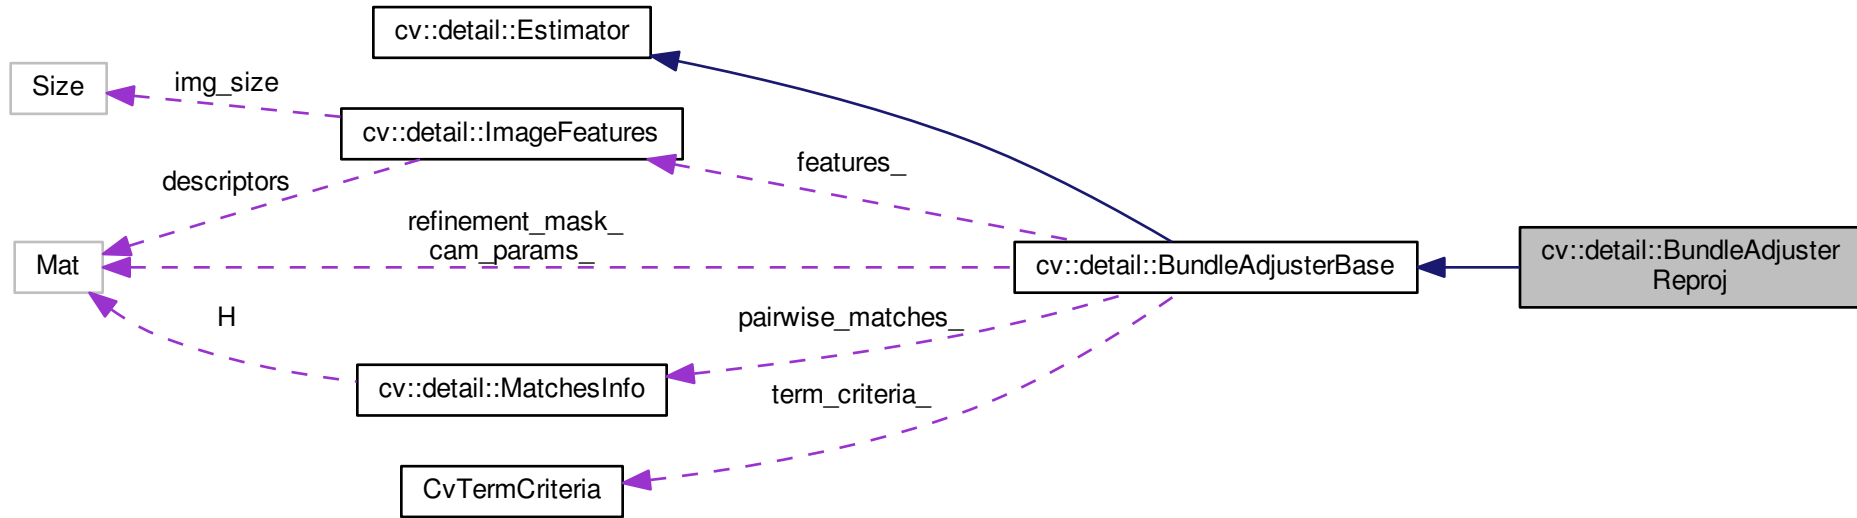 cv::detail::Estimator
Size
img_size
cv::detail::ImageFeatures
features_
descriptors
refinement_mask_
cam_params_
Mat
cv::detail::BundleAdjusterBase
cv::detail::BundleAdjuster
Reproj
H
pairwise_matches_
cv::detail::MatchesInfo
term_criteria_
CvTermCriteria